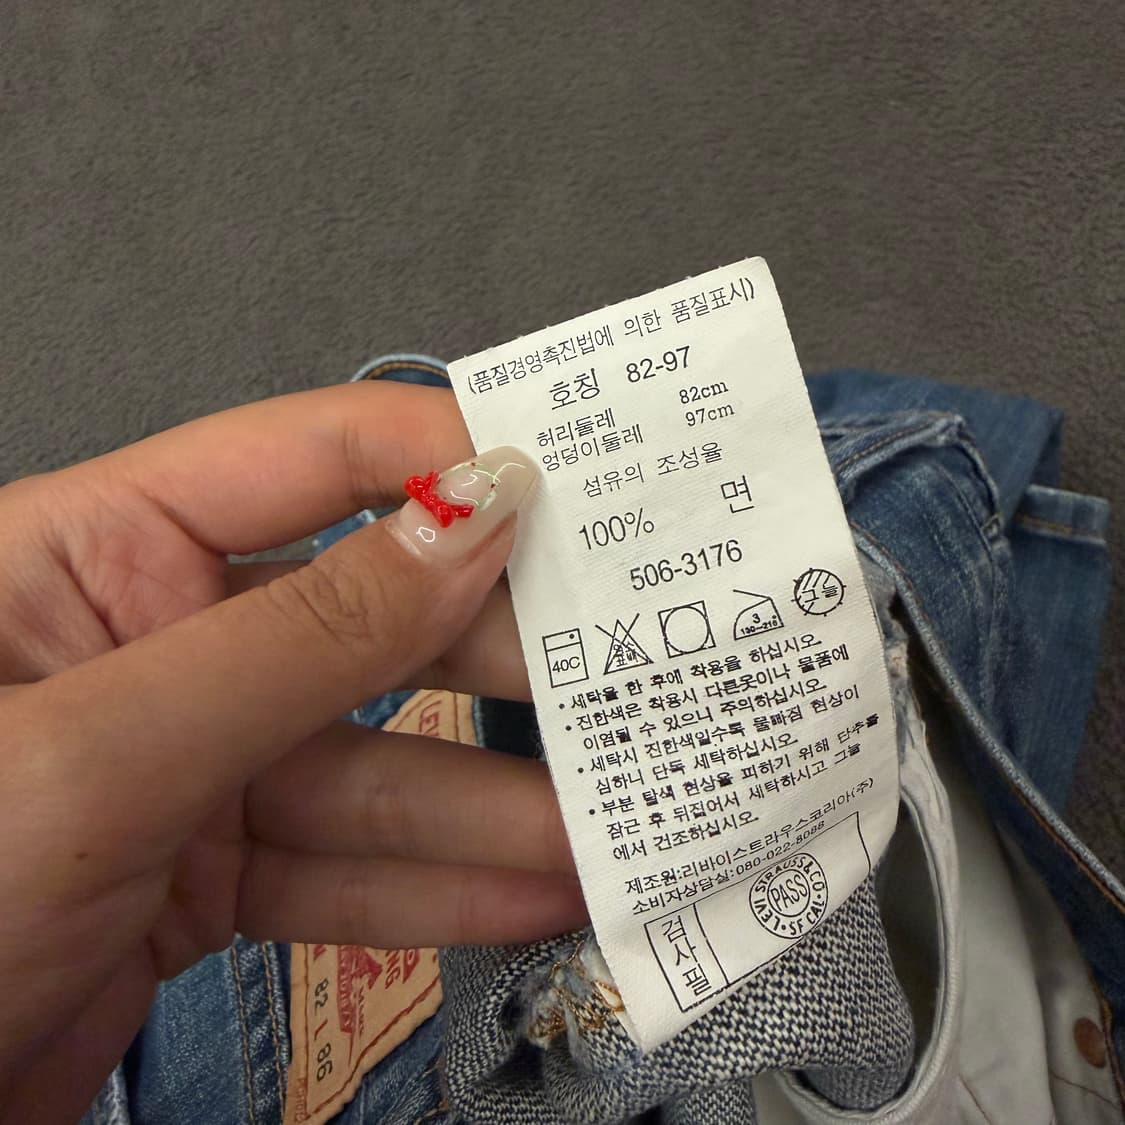 (품질경영촉진법에 의한 품질표시)
호칭 82-97
허리둘레 82cm
엉덩이둘레 97cm
섬유의 조성율
100% 면
506-3176
40C
3
그늘
• 세탁을 한 후에 착용을 하십시오.
• 진한색은 착용시 다른옷이나 물품에
이염될 수 있으니 주의하십시오.
• 세탁시 진한색일수록 물빠짐 현상이
심하니 단독 세탁하십시오.
• 부분 탈색 현상을 피하기 위해 단추를
잠근 후 뒤집어서 세탁하시고 그늘
에서 건조하십시오.
제조원:리바이스트라우스코리아(주)
소비자상담실:080-022-8088
검사필
LEVI STRAUSS&CO
PASS
• SF CAL •
82 L 86